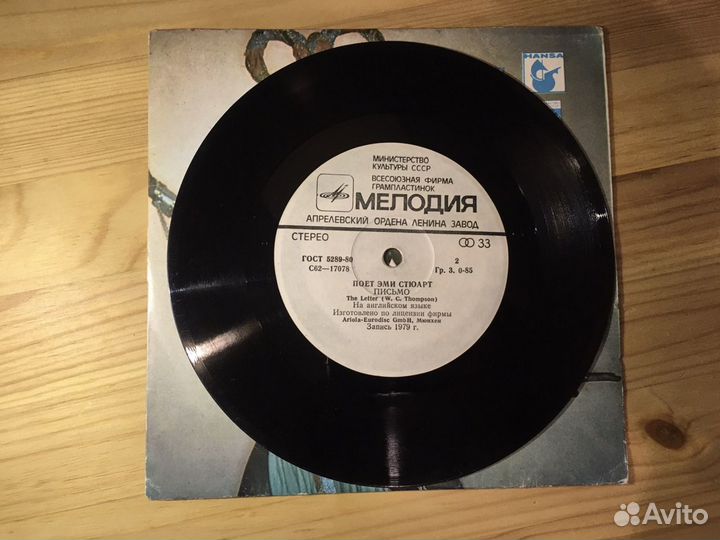 HANSA
МИНИСТЕРСТВО
КУЛЬТУРЫ СССР
ВСЕСОЮЗНАЯ ФИРМА
ГРАМПЛАСТИНОК
МЕЛОДИЯ
АПРЕЛЕВСКИЙ ОРДЕНА ЛЕНИНА ЗАВОД
СТЕРЕО 33
ГОСТ 5289-80 2
С62—17078 Гр. 3. 0-85
ПОЕТ ЭМИ СТЮАРТ
ПИСЬМО
The Letter (W. C. Thompson)
На английском языке
Изготовлено по лицензии фирмы
Ariola-Eurodisc GmbH, Мюнхен
Запись 1979 г.
Avito